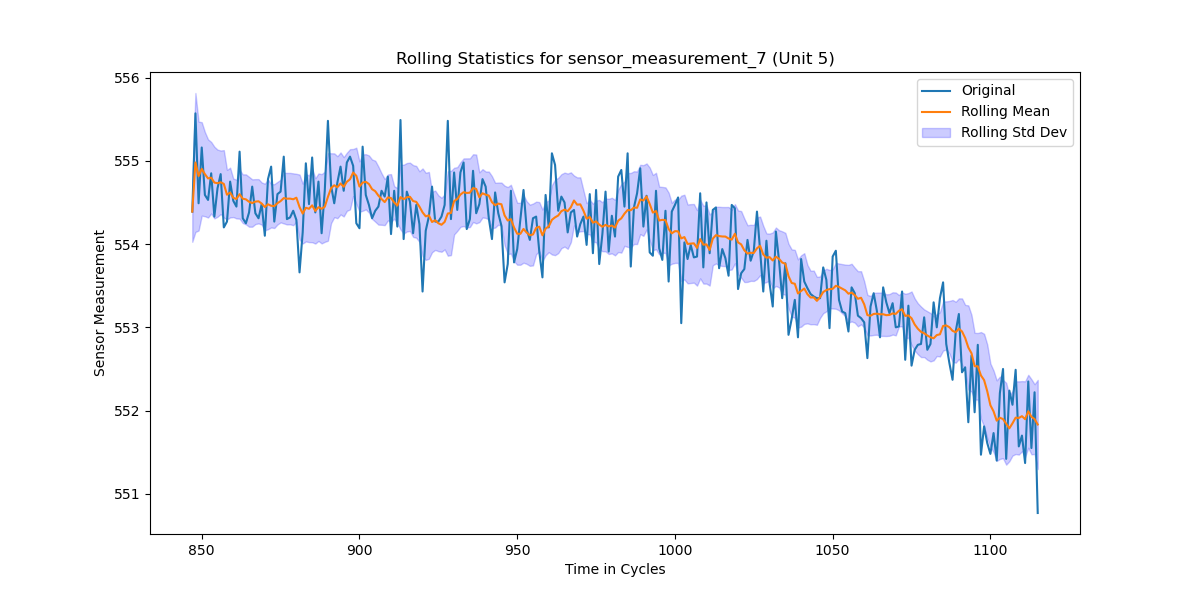 Rolling Statistics for sensor_measurement_7 (Unit 5)
Original
Rolling Mean
Rolling Std Dev
Sensor Measurement
556
555
554
553
552
551
850 900 950 1000 1050 1100
Time in Cycles